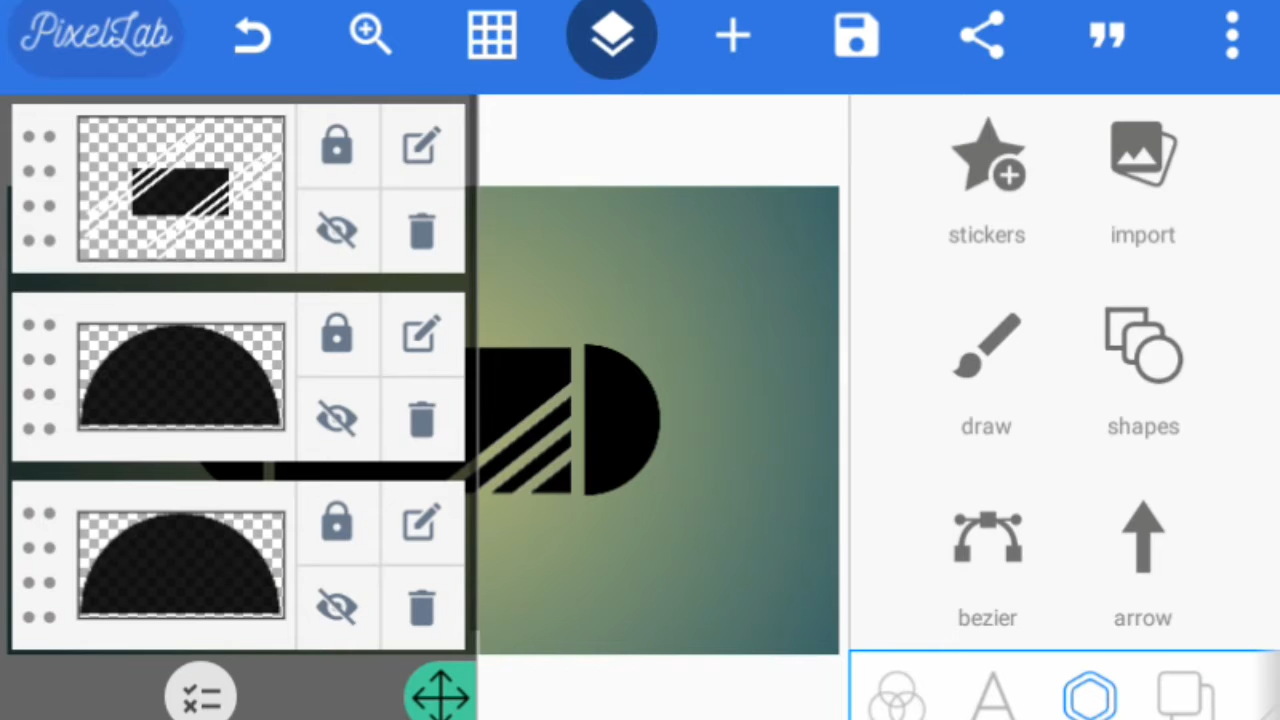 PixelLab
stickers
import
draw
shapes
bezier
arrow